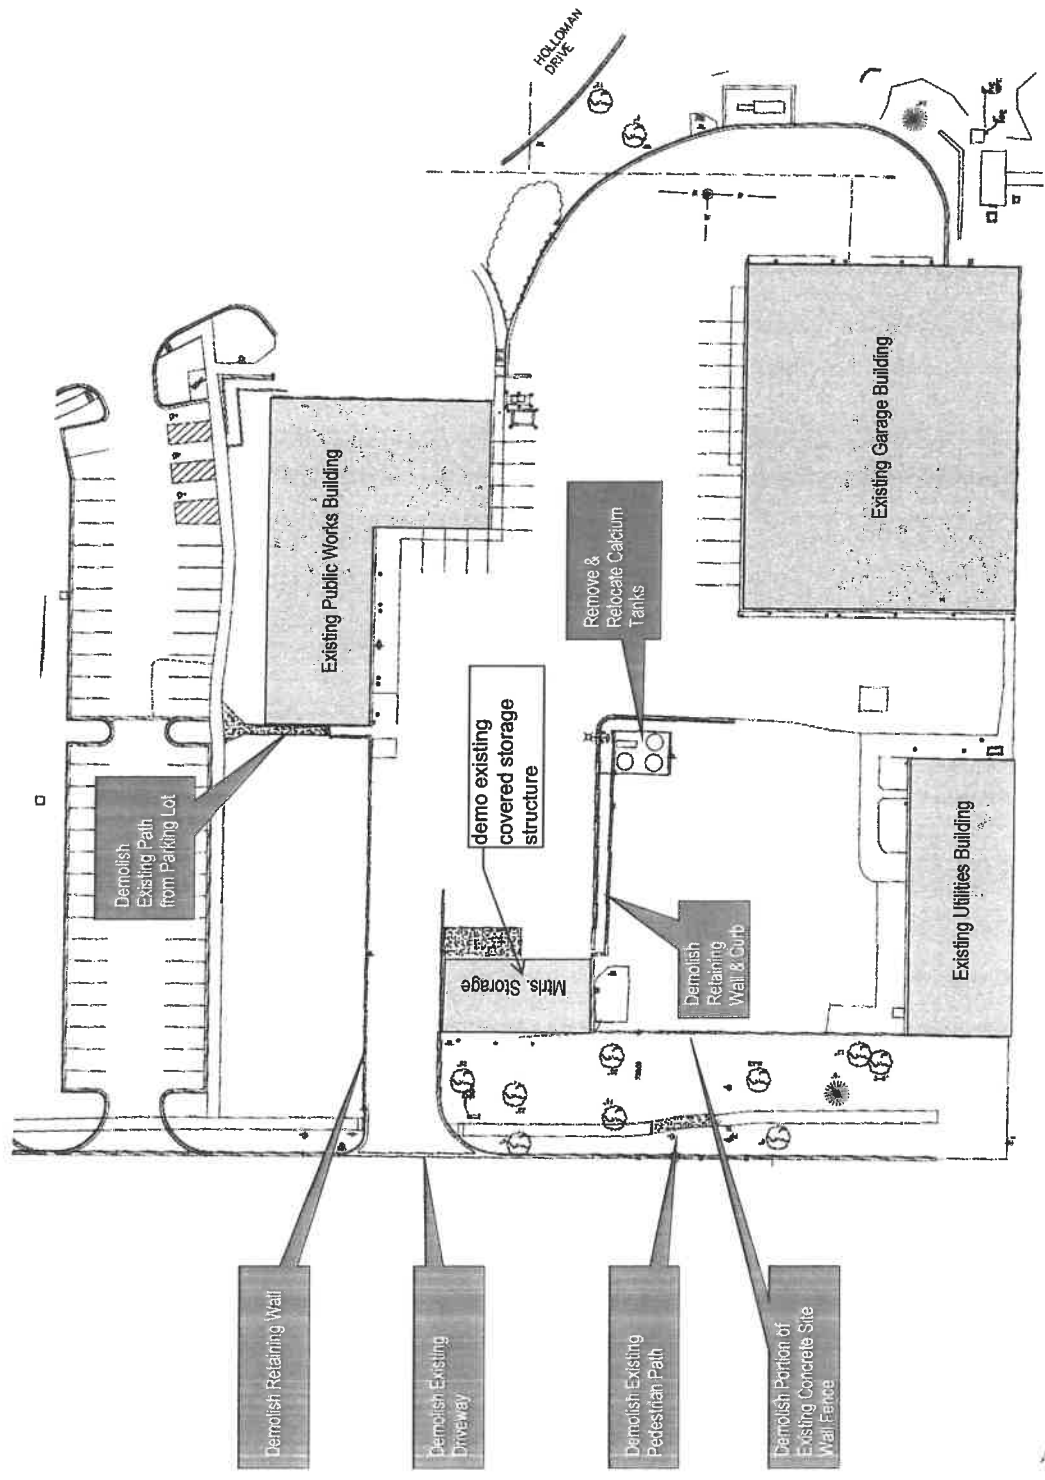 HOLLOMAN
DRIVE
Existing Public Works Building
Existing Garage Building
Remove &
Relocate Calcium
Tanks
demo existing
covered storage
structure
Demolish
Existing Path
from Parking Lot
Mtrls. Storage
Demolish
Retaining
Wall & Curb
Existing Utilities Building
Demolish Retaining Wall
Demolish Existing
Driveway
Demolish Existing
Pedestrian Path
Demolish Portion of
Existing Concrete Site
Wall Fence